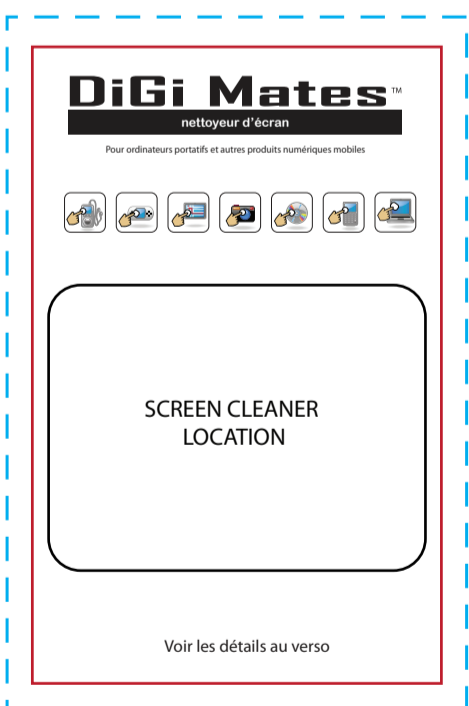 DiGi Mates™
nettoyeur d'écran
Pour ordinateurs portatifs et autres produits numériques mobiles
SCREEN CLEANER
LOCATION
Voir les détails au verso